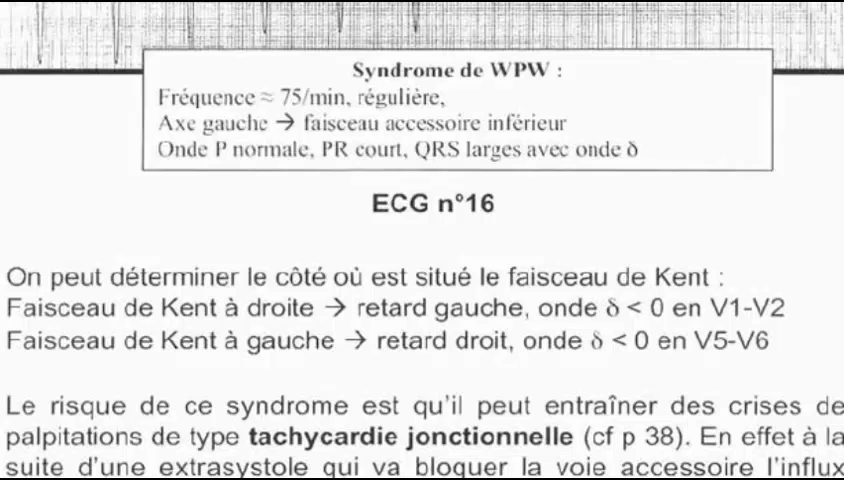 Syndrome de WPW :
Fréquence ≈ 75/min, régulière,
Axe gauche → faisceau accessoire inférieur
Onde P normale, PR court, QRS larges avec onde δ
ECG n°16
On peut déterminer le côté où est situé le faisceau de Kent :
Faisceau de Kent à droite → retard gauche, onde δ < 0 en V1-V2
Faisceau de Kent à gauche → retard droit, onde δ < 0 en V5-V6
Le risque de ce syndrome est qu'il peut entraîner des crises de
palpitations de type tachycardie jonctionnelle (cf p 38). En effet à la
suite d'une extrasystole qui va bloquer la voie accessoire l'influx